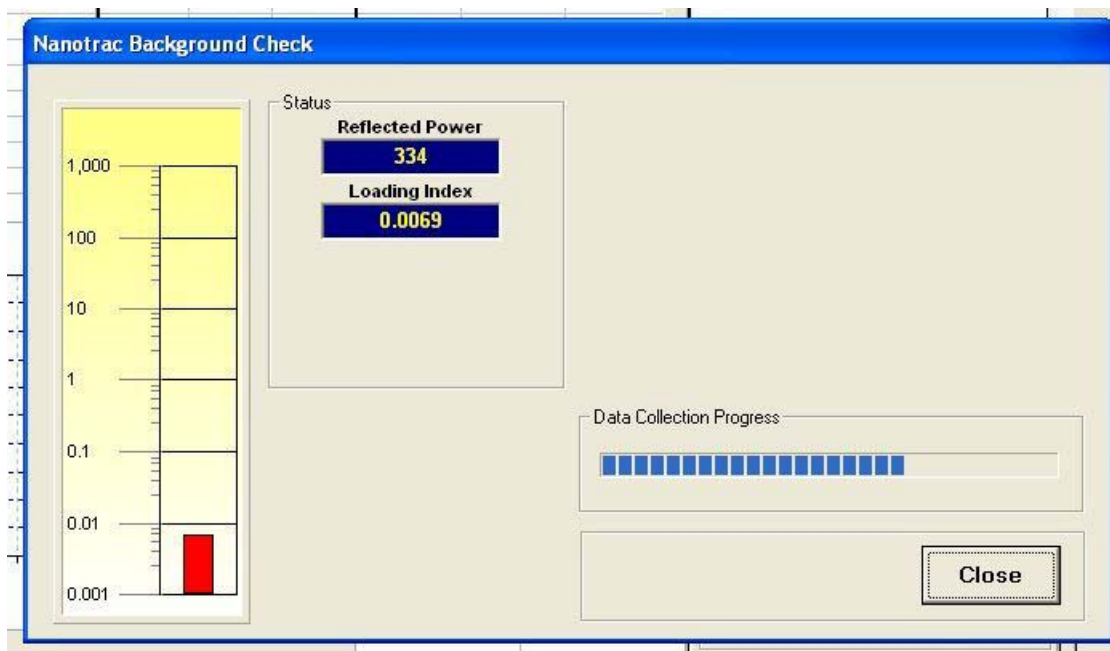 Nanotrac Background Check
Status
Reflected Power
334
Loading Index
0.0069
1,000
100
10
1
0.1
0.01
0.001
Data Collection Progress
Close